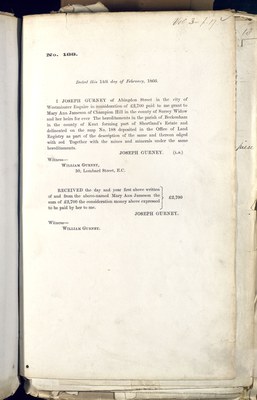 No. 109.
Dated this 14th day of February, 1863.
I JOSEPH GURNEY of Abingdon Street in the city of
Westminster Esquire in consideration of £2,700 paid to me grant to
Mary Ann Jameson of Champion Hill in the county of Surrey Widow
and her heirs for ever The hereditaments in the parish of Rodmersham
in the county of Kent forming part of Shortland's Estate and
delineated on the map No. 108 deposited in the Office of Land
Registry as part of the description of the same and thereon edged
with red Together with the mines and minerals under the same
hereditaments.
JOSEPH GURNEY. (L.S.)
Witness—
WILLIAM GURNEY,
Lombard Street, E.C.
RECEIVED the day and year first above written
of and from the above-named Mary Ann Jameson the
sum of £2,700 the consideration money above expressed
to be paid by her to me.
£2,700
JOSEPH GURNEY.
Witness—
WILLIAM GURNEY.